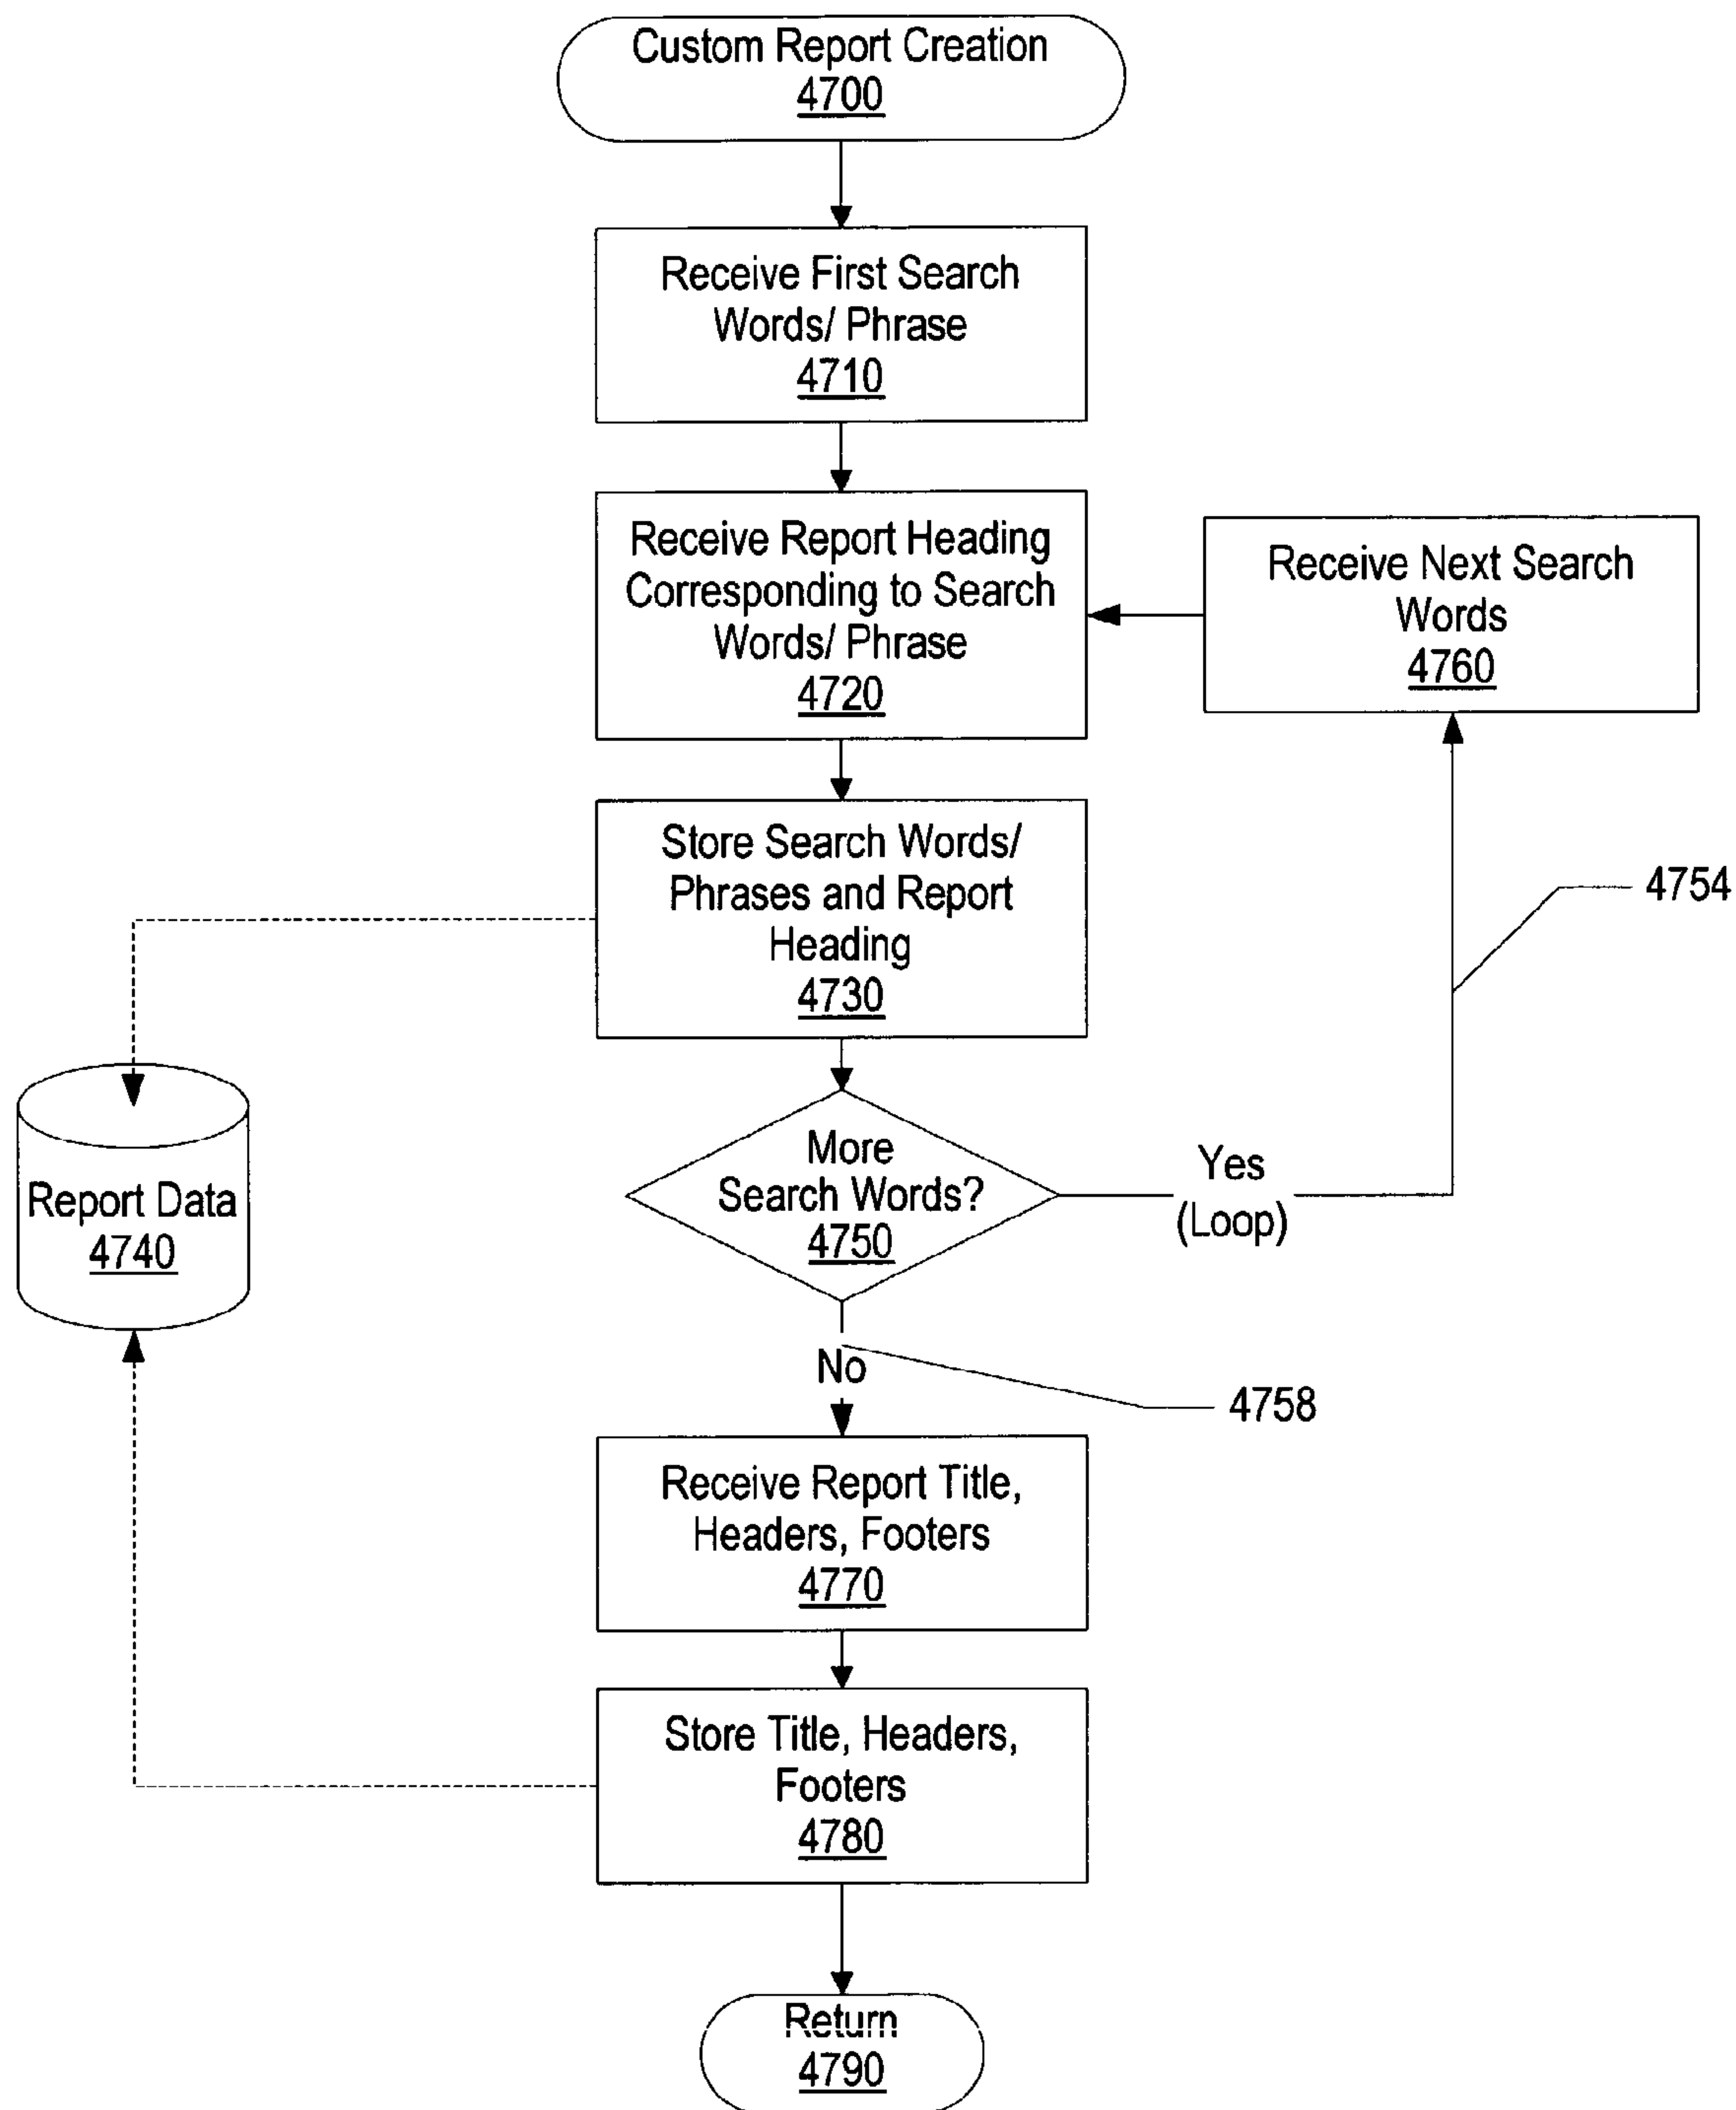 Custom Report Creation
4700
Receive First Search
Words/ Phrase
4710
Receive Report Heading
Corresponding to Search
Words/ Phrase
4720
Receive Next Search
Words
4760
Store Search Words/
Phrases and Report
Heading
4730
4754
Report Data
4740
More
Search Words?
4750
Yes
(Loop)
No
4758
Receive Report Title,
Headers, Footers
4770
Store Title, Headers,
Footers
4780
Return
4790